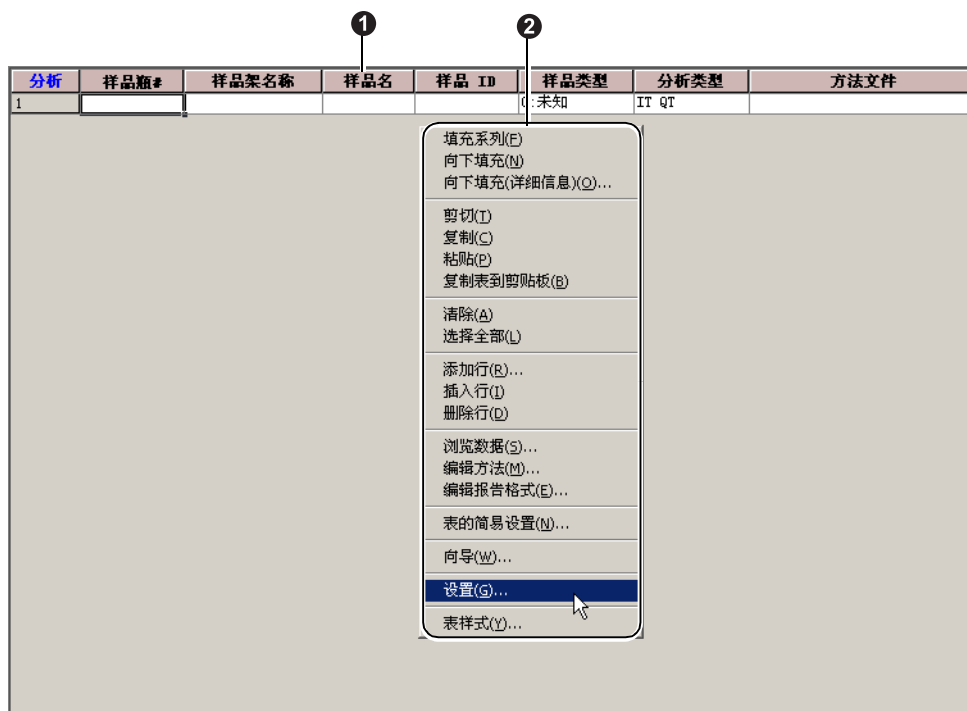 1 2
分析 样品瓶# 样品架名称 样品名 样品 ID 样品类型 分析类型 方法文件
1 0:未知 IT QT
填充系列(F)
向下填充(N)
向下填充(详细信息)(O)...
剪切(T)
复制(C)
粘贴(P)
复制表到剪贴板(B)
清除(A)
选择全部(L)
添加行(R)...
插入行(I)
删除行(D)
浏览数据(S)...
编辑方法(M)...
编辑报告格式(E)...
表的简易设置(N)...
向导(W)...
设置(G)...
表样式(Y)...